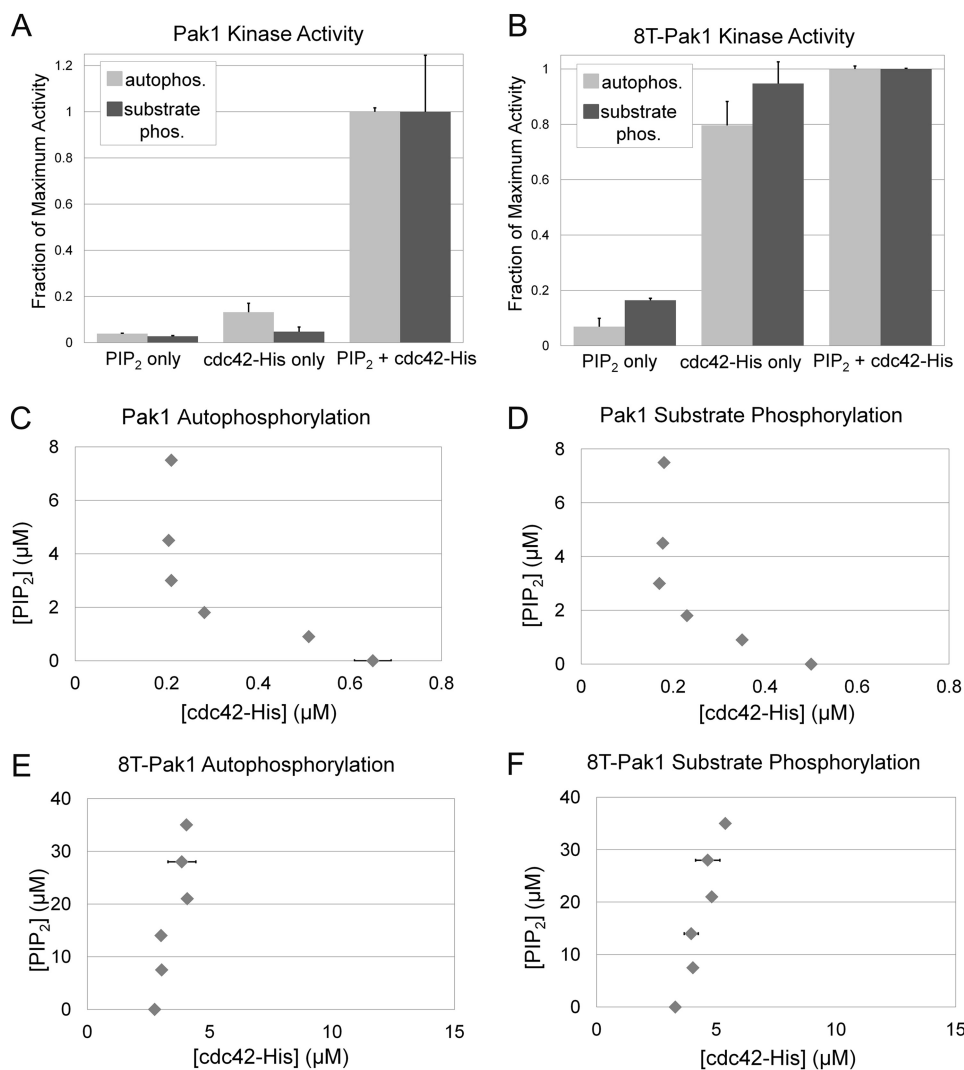 A
Pak1 Kinase Activity
Fraction of Maximum Activity
1.2
1
0.8
0.6
0.4
0.2
0
autophos.
substrate
phos.
PIP2 only
cdc42-His only
PIP2 + cdc42-His
B
8T-Pak1 Kinase Activity
Fraction of Maximum Activity
1
0.8
0.6
0.4
0.2
0
autophos.
substrate
phos.
PIP2 only
cdc42-His only
PIP2 + cdc42-His
C
Pak1 Autophosphorylation
[PIP2] (µM)
8
6
4
2
0
0 0.2 0.4 0.6 0.8
[cdc42-His] (µM)
D
Pak1 Substrate Phosphorylation
[PIP2] (µM)
8
6
4
2
0
0 0.2 0.4 0.6 0.8
[cdc42-His] (µM)
E
8T-Pak1 Autophosphorylation
[PIP2] (µM)
40
30
20
10
0
0 5 10 15
[cdc42-His] (µM)
F
8T-Pak1 Substrate Phosphorylation
[PIP2] (µM)
40
30
20
10
0
0 5 10 15
[cdc42-His] (µM)